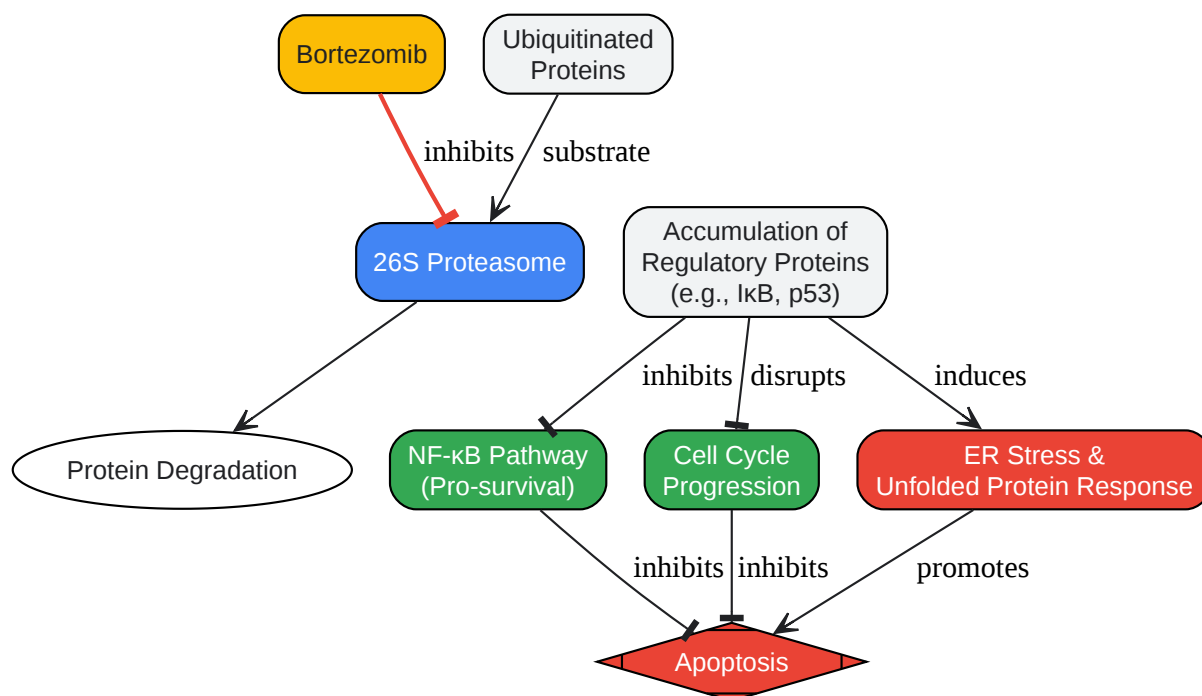 Bortezomib
Ubiquitinated
Proteins
inhibits
substrate
26S Proteasome
Accumulation of
Regulatory Proteins
(e.g., IκB, p53)
inhibits
disrupts
induces
Protein Degradation
NF-κB Pathway
(Pro-survival)
Cell Cycle
Progression
ER Stress &
Unfolded Protein Response
inhibits
inhibits
promotes
Apoptosis